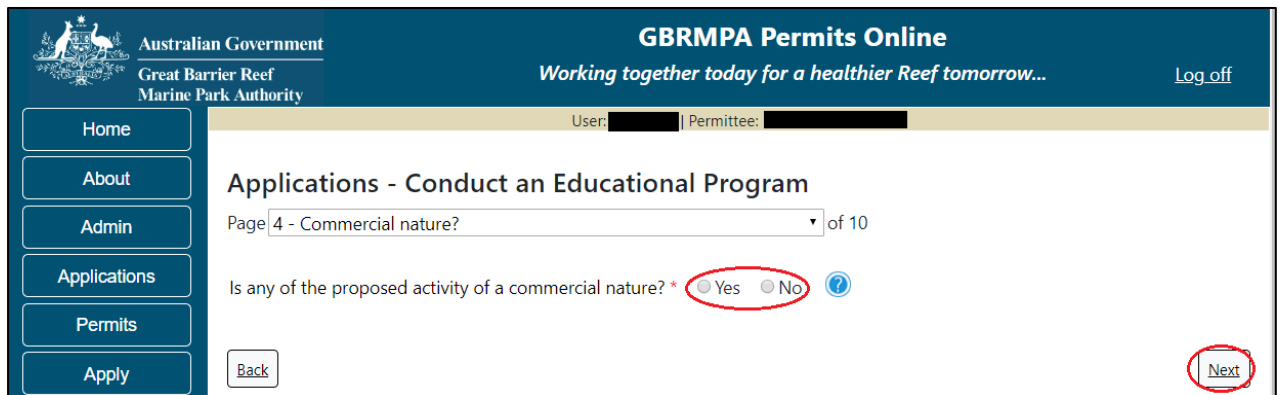 Australian Government
Great Barrier Reef
Marine Park Authority
GBRMPA Permits Online
Working together today for a healthier Reef tomorrow...
Log off
User: | Permittee:
Home
About
Admin
Applications
Permits
Apply
Applications - Conduct an Educational Program
Page 4 - Commercial nature? of 10
Is any of the proposed activity of a commercial nature? * Yes No ?
Back
Next